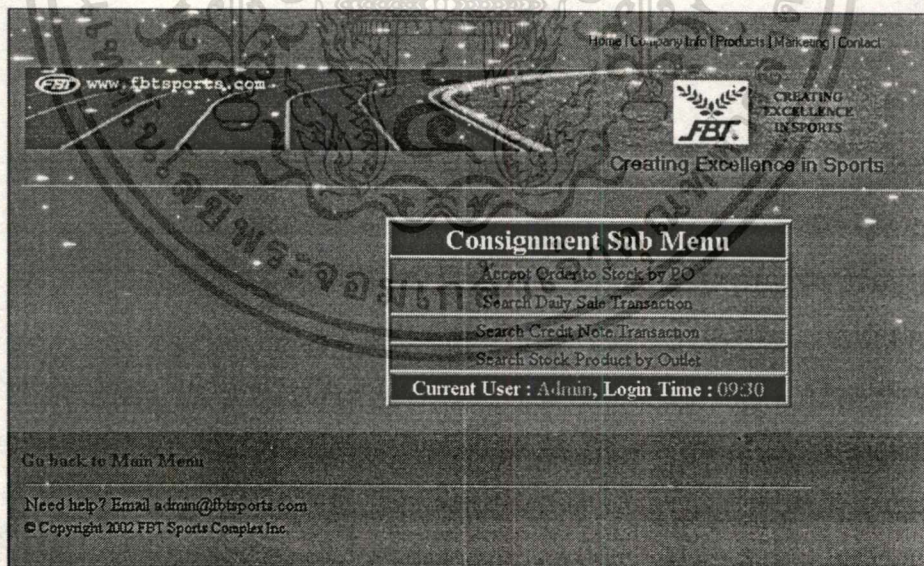 Home | Company Info | Products | Marketing | Contact
FBT www.fbtsports.com
FBT
CREATING
EXCELLENCE
IN SPORTS
Creating Excellence in Sports
Consignment Sub Menu
Accept Order to Stock by PO
Search Daily Sale Transaction
Search Credit Note Transaction
Search Stock Product by Outlet
Current User : Admin, Login Time : 09:30
Go back to Main Menu
Need help? Email admin@fbtsports.com
© Copyright 2002 FBT Sports Complex Inc.